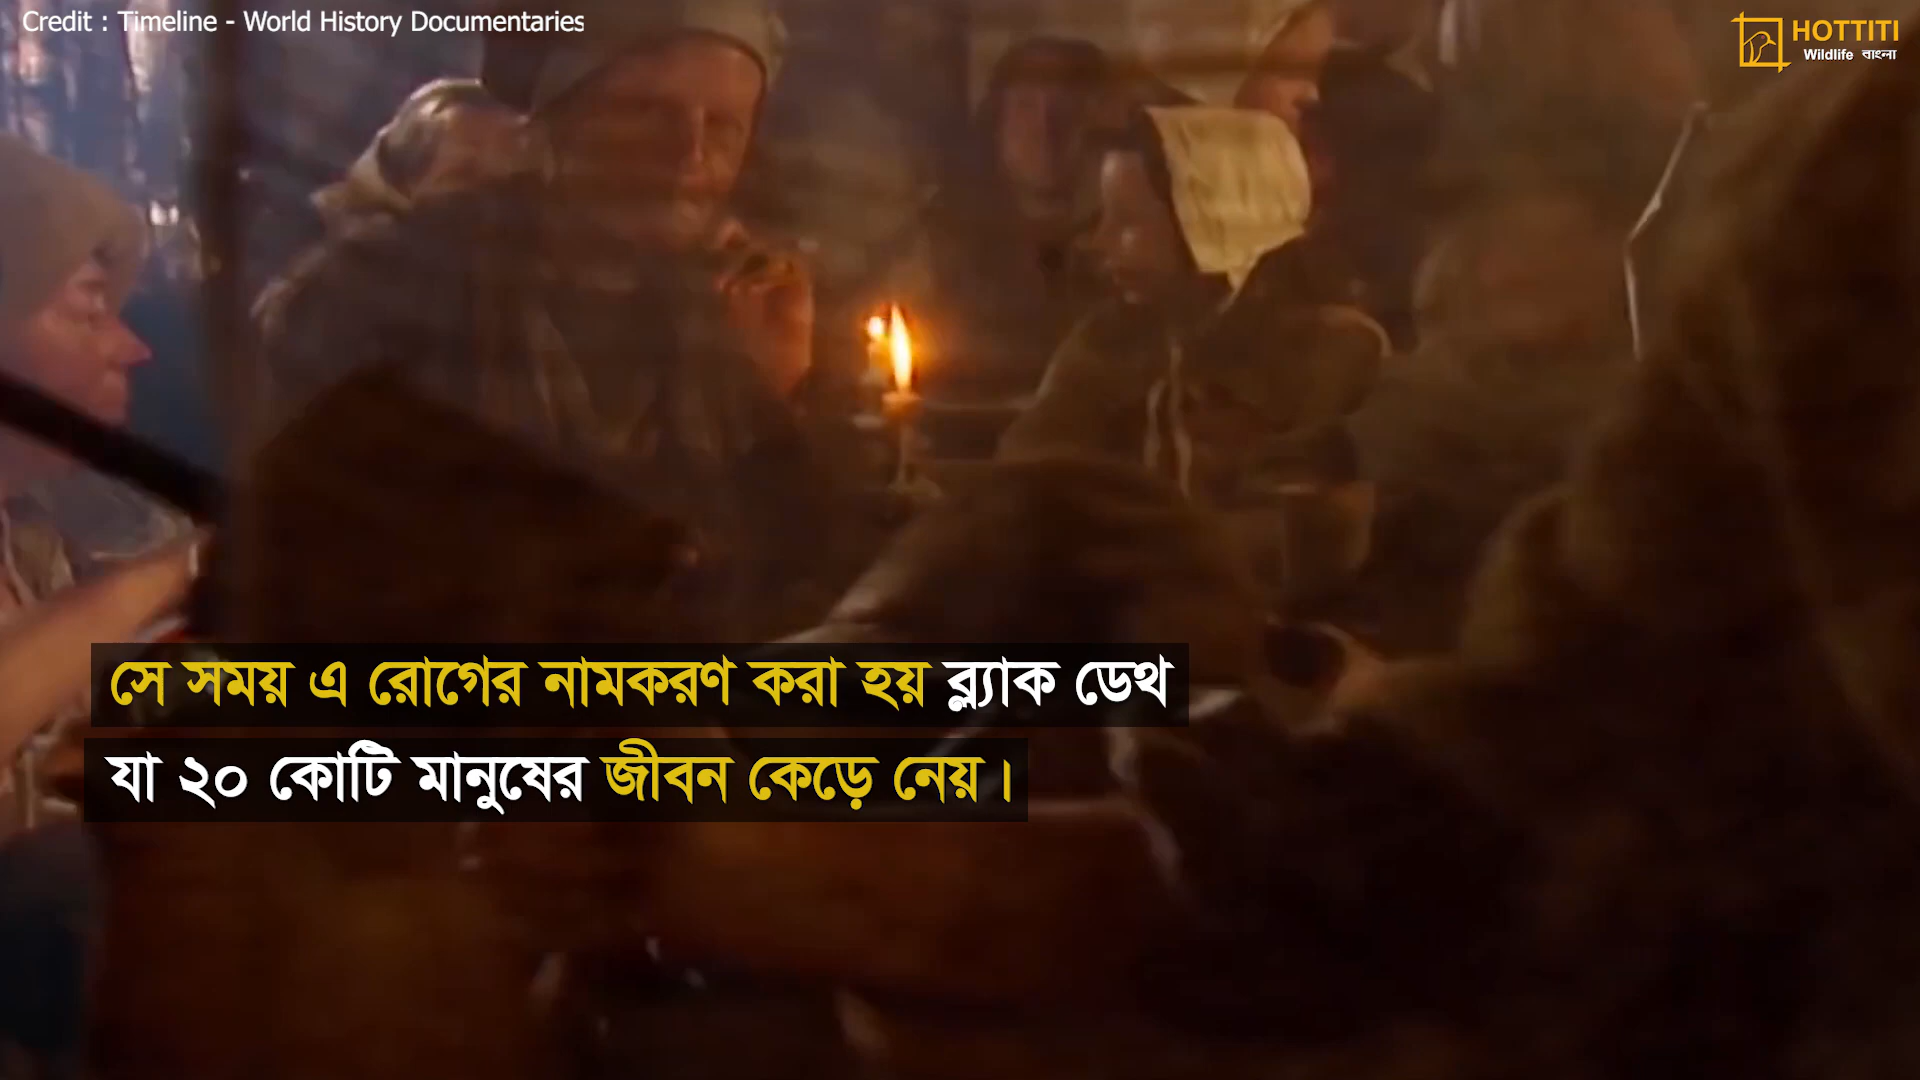 Credit : Timeline - World History Documentaries
HOTTITI
Wildlife বাংলা
সে সময় এ রোগের নামকরণ করা হয় ব্ল্যাক ডেথ
যা ২০ কোটি মানুষের জীবন কেড়ে নেয়।